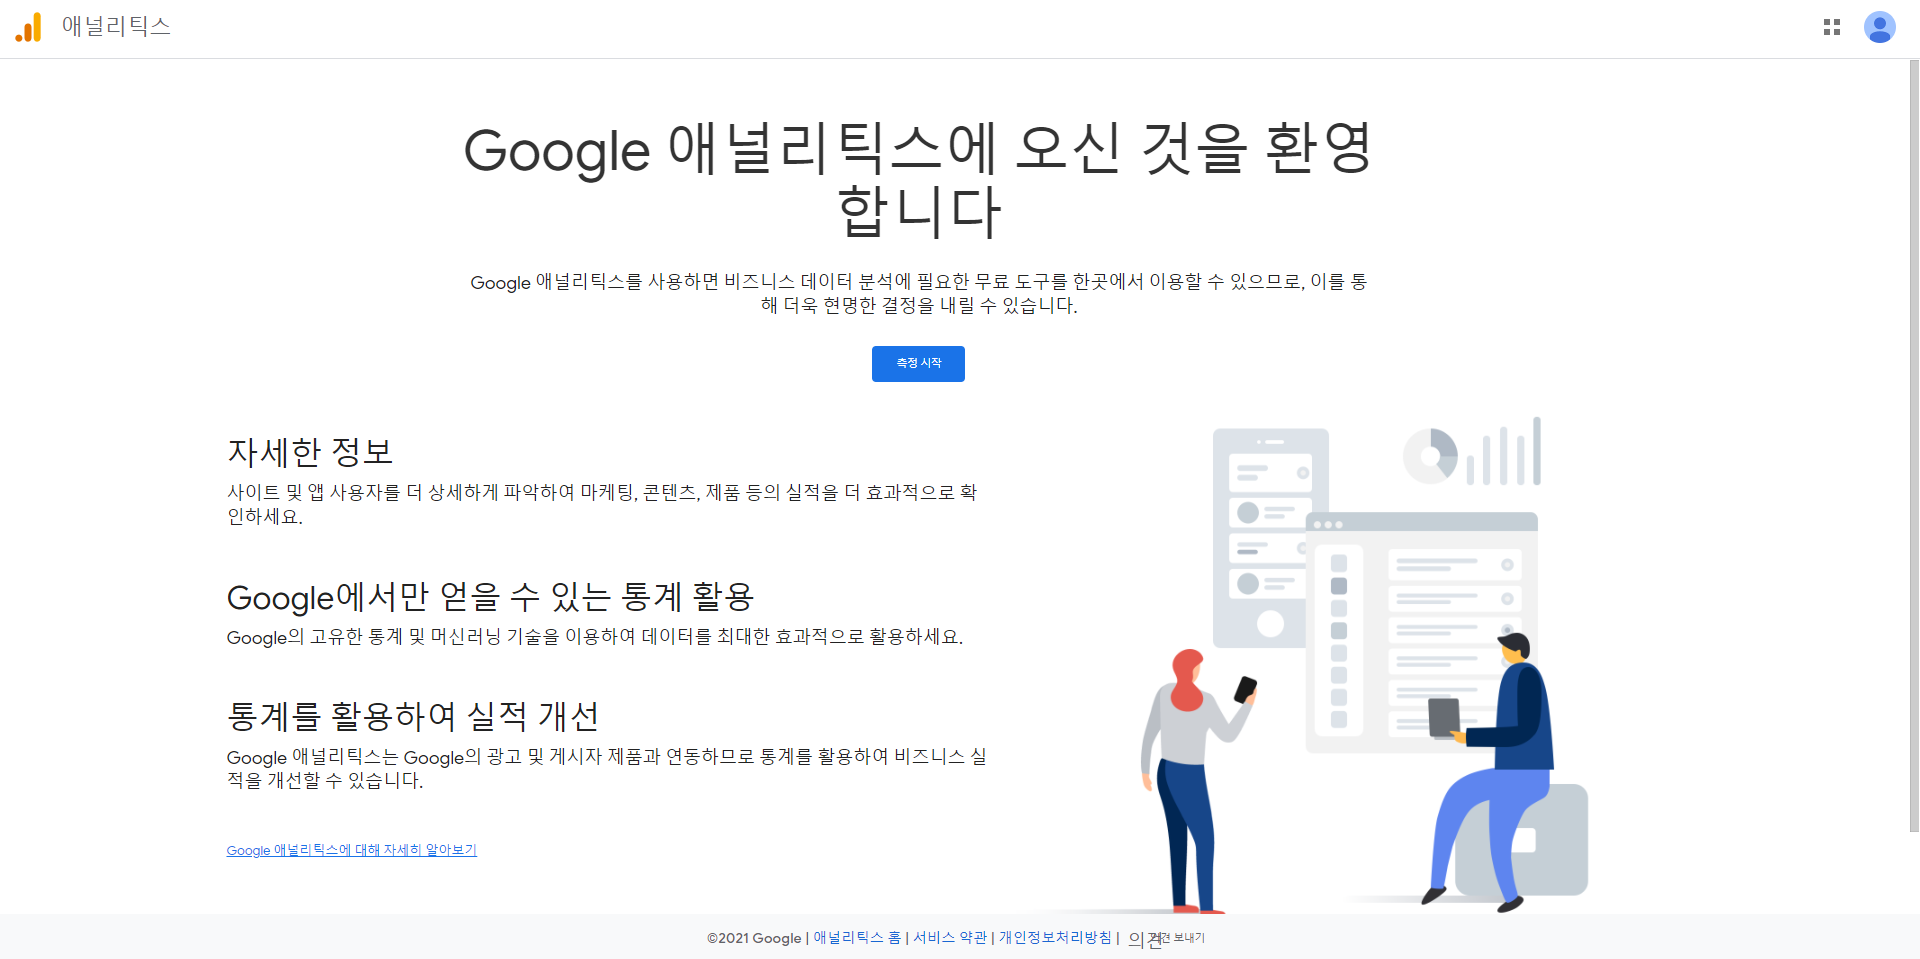 애널리틱스
Google 애널리틱스에 오신 것을 환영
합니다
Google 애널리틱스를 사용하면 비즈니스 데이터 분석에 필요한 무료 도구를 한곳에서 이용할 수 있으므로, 이를 통
해 더욱 현명한 결정을 내릴 수 있습니다.
측정 시작
자세한 정보
사이트 및 앱 사용자를 더 상세하게 파악하여 마케팅, 콘텐츠, 제품 등의 실적을 더 효과적으로 확
인하세요.
Google에서만 얻을 수 있는 통계 활용
Google의 고유한 통계 및 머신러닝 기술을 이용하여 데이터를 최대한 효과적으로 활용하세요.
통계를 활용하여 실적 개선
Google 애널리틱스는 Google의 광고 및 게시자 제품과 연동하므로 통계를 활용하여 비즈니스 실
적을 개선할 수 있습니다.
Google 애널리틱스에 대해 자세히 알아보기
©2021 Google | 애널리틱스 홈 | 서비스 약관 | 개인정보처리방침 | 의견 의견 보내기